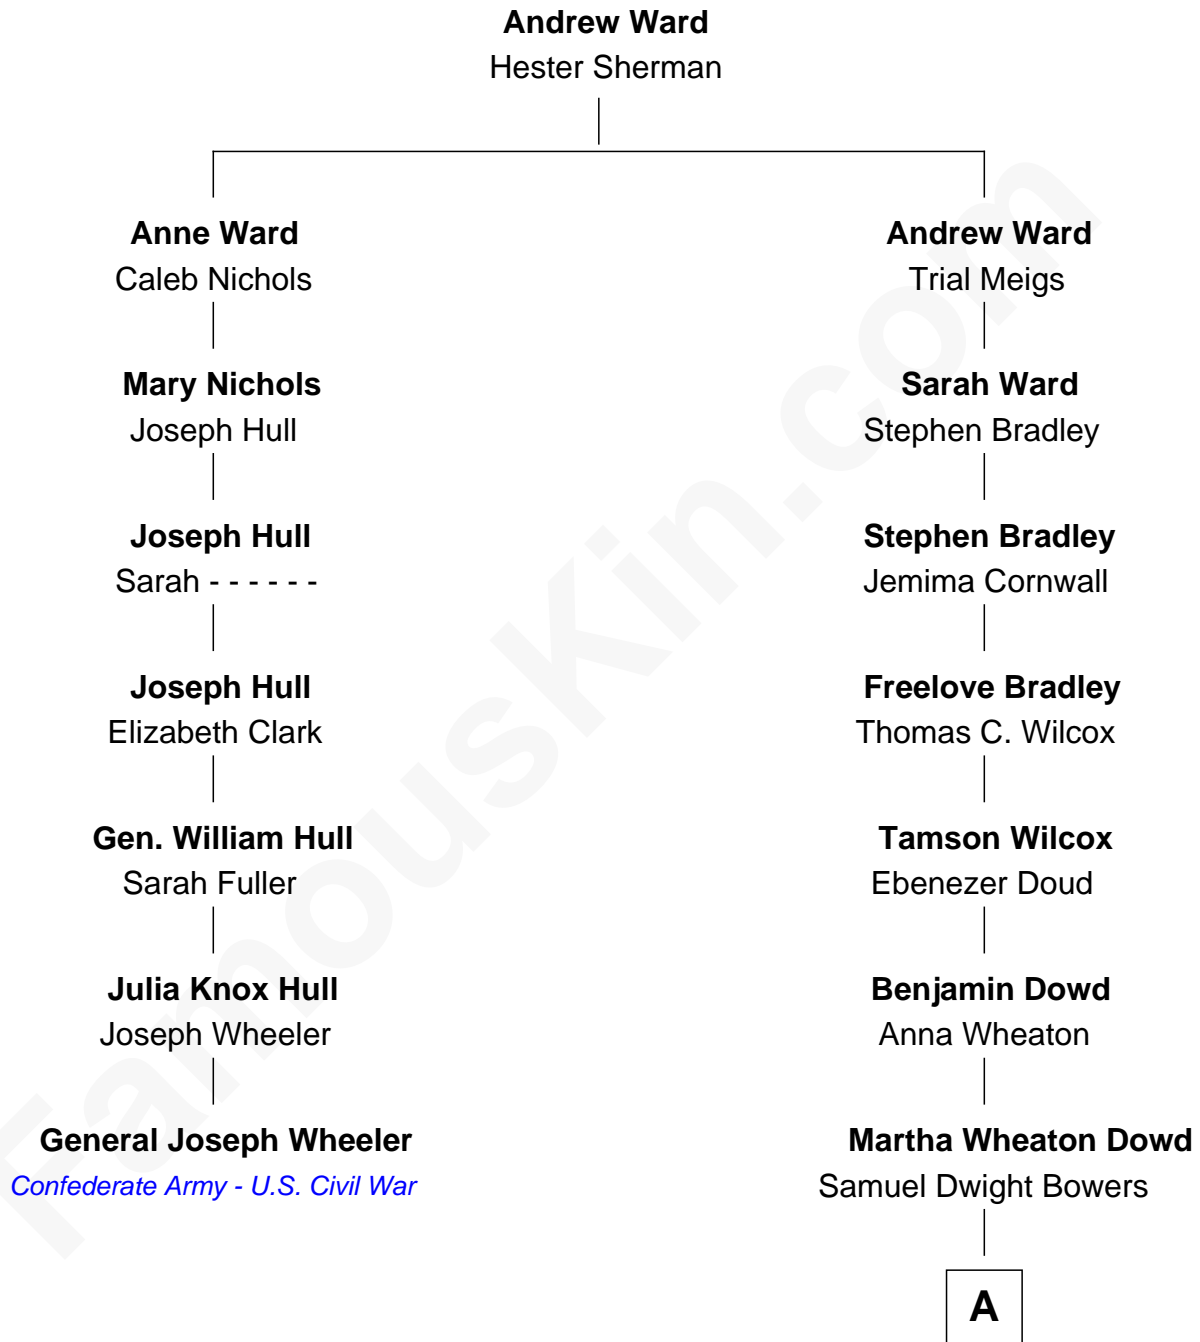 Andrew Ward
Hester Sherman
Anne Ward
Caleb Nichols
Andrew Ward
Trial Meigs
Mary Nichols
Joseph Hull
Sarah Ward
Stephen Bradley
Joseph Hull
Sarah - - - - - -
Stephen Bradley
Jemima Cornwall
Joseph Hull
Elizabeth Clark
Freelove Bradley
Thomas C. Wilcox
Gen. William Hull
Sarah Fuller
Tamson Wilcox
Ebenezer Doud
Julia Knox Hull
Joseph Wheeler
Benjamin Dowd
Anna Wheaton
General Joseph Wheeler
Confederate Army - U.S. Civil War
Martha Wheaton Dowd
Samuel Dwight Bowers
A
FamousKin.com